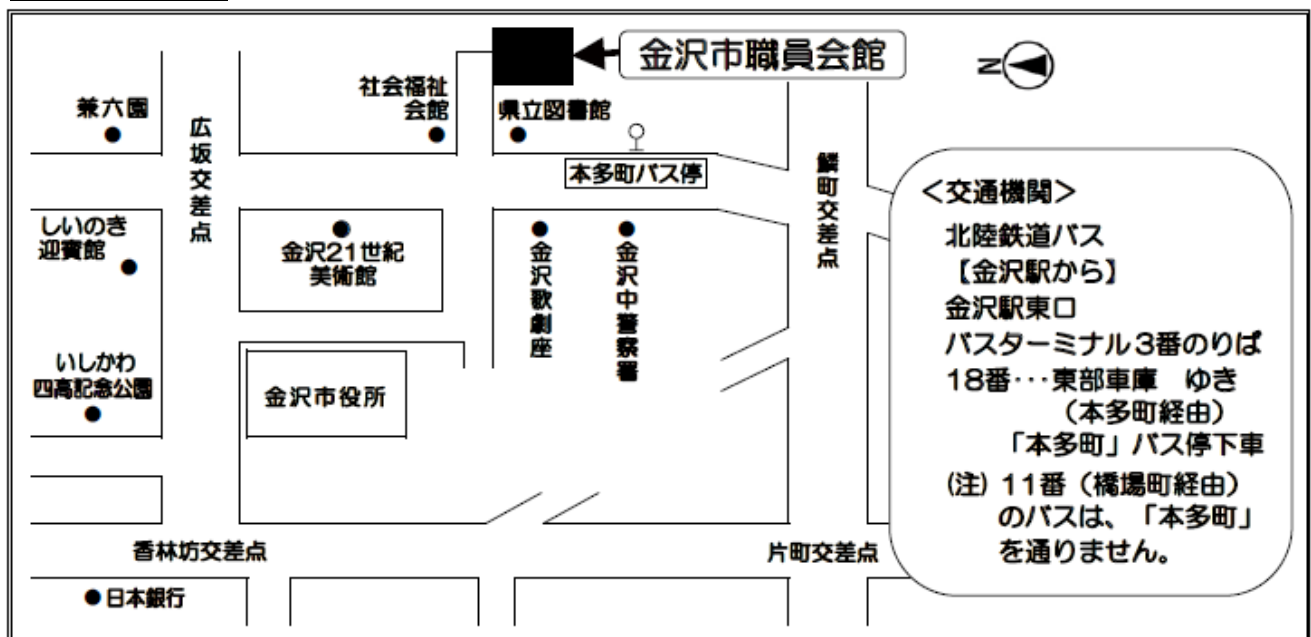 金沢市職員会館
N
社会福祉
会館
県立図書館
兼六園
広坂交差点
本多町バス停
鱗町交差点
しいのき
迎賓館
金沢21世紀
美術館
金沢歌劇座
金沢中警察署
いしかわ
四高記念公園
金沢市役所
香林坊交差点
片町交差点
日本銀行
<交通機関>
北陸鉄道バス
【金沢駅から】
金沢駅東口
バスターミナル3番のりば
18番･･･東部車庫 ゆき
(本多町経由)
「本多町」バス停下車
(注) 11番(橋場町経由)
のバスは、「本多町」
を通りません。